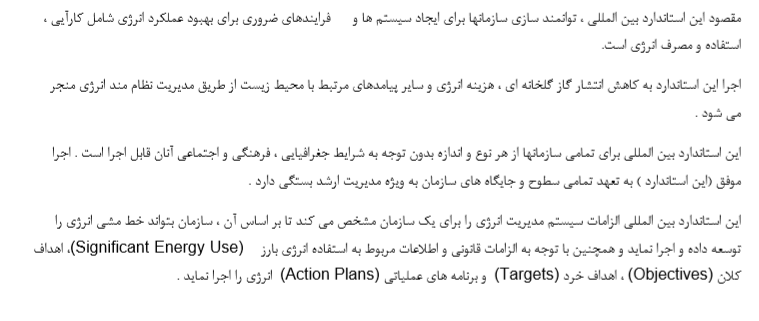 مقصود این استاندارد بین المللی ، توانمند سازی سازمانها برای ایجاد سیستم ها و فرایندهای ضروری برای بهبود عملکرد انرژی شامل کارآیی ،
استفاده و مصرف انرژی است.
اجرا این استاندارد به کاهش انتشار گاز گلخانه ای ، هزینه انرژی و سایر پیامدهای مرتبط با محیط زیست از طریق مدیریت نظام مند انرژی منجر
می شود .
این استاندارد بین المللی برای تمامی سازمانها از هر نوع و اندازه بدون توجه به شرایط جغرافیایی ، فرهنگی و اجتماعی آنان قابل اجرا است . اجرا
موفق (این استاندارد ) به تعهد تمامی سطوح و جایگاه های سازمان به ویژه مدیریت ارشد بستگی دارد .
این استاندارد بین المللی الزامات سیستم مدیریت انرژی را برای یک سازمان مشخص می کند تا بر اساس آن ، سازمان بتواند خط مشی انرژی را
توسعه داده و اجرا نماید و همچنین با توجه به الزامات قانونی و اطلاعات مربوط به استفاده انرژی بارز (Significant Energy Use)، اهداف
کلان (Objectives) ، اهداف خرد (Targets) و برنامه های عملیاتی (Action Plans) انرژی را اجرا نماید .